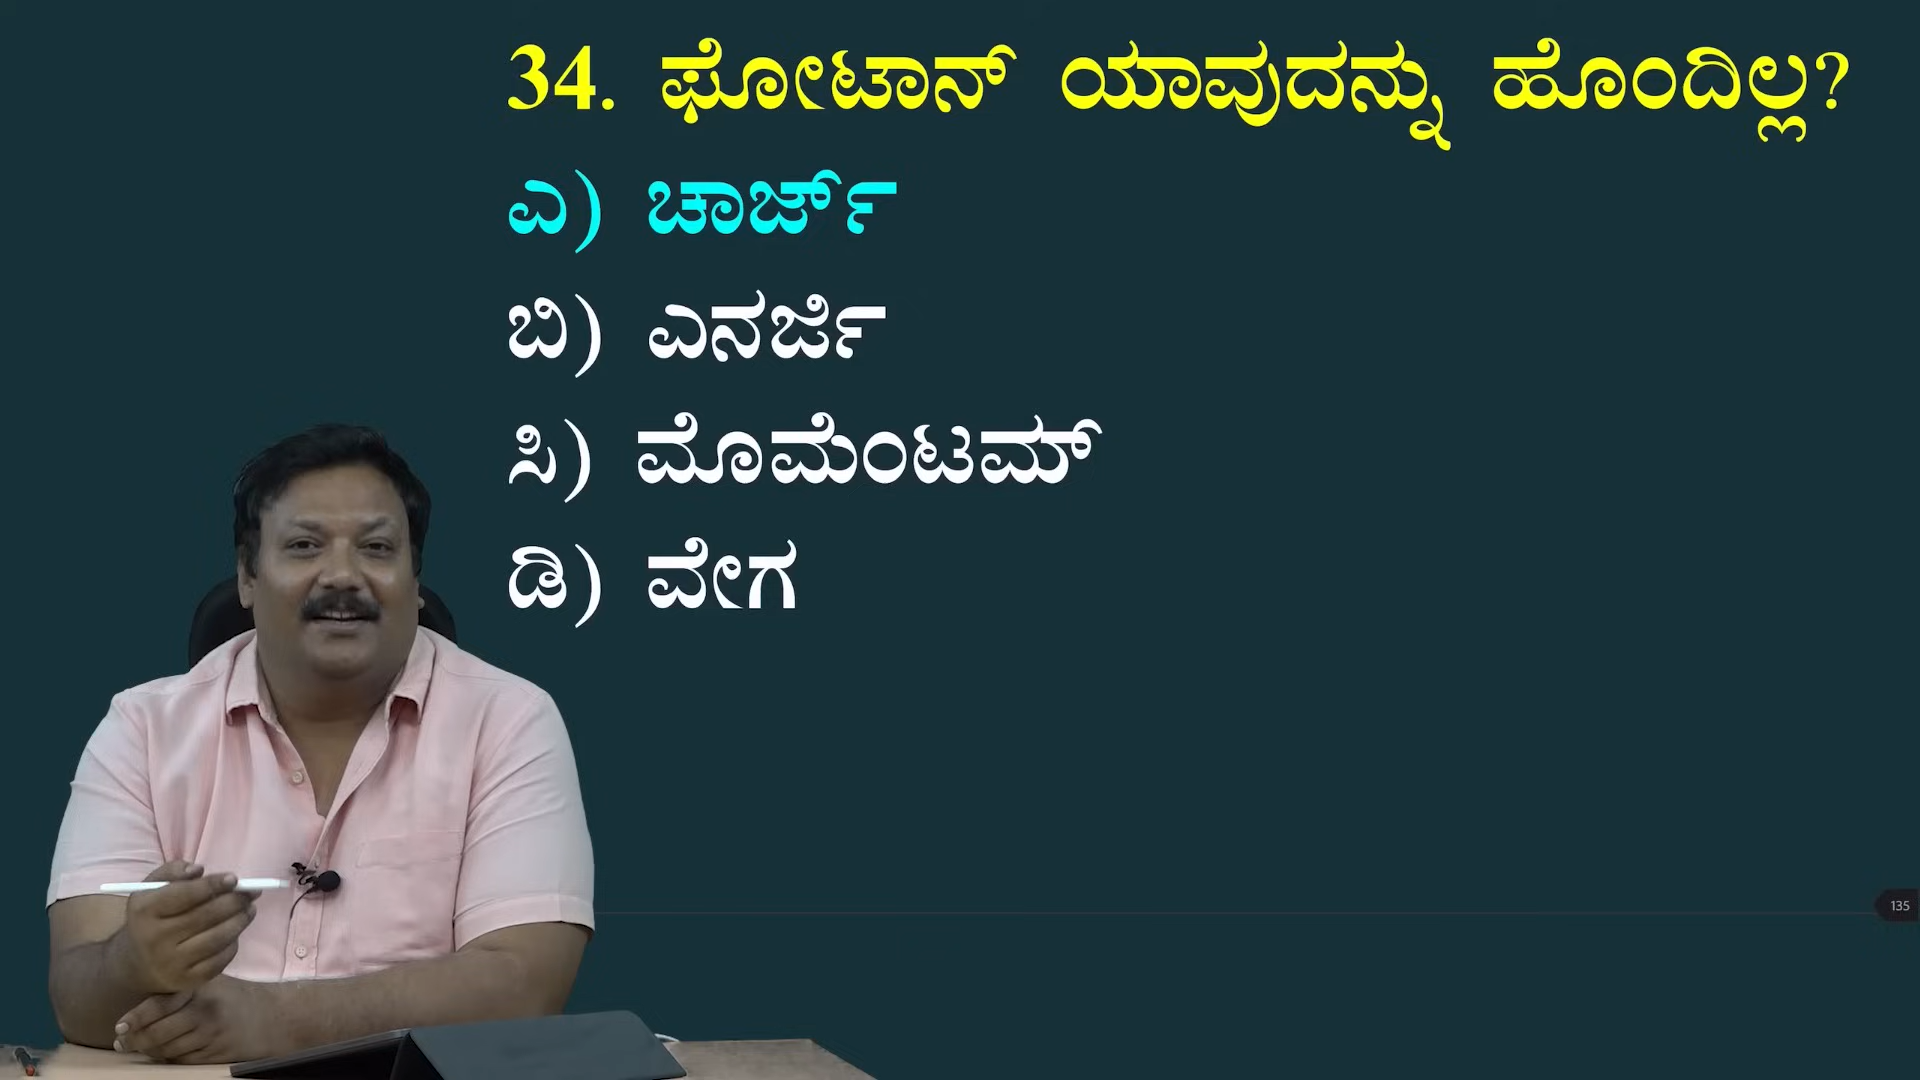 34. ಫೋಟಾನ್ ಯಾವುದನ್ನು ಹೊಂದಿಲ್ಲ?
ಎ) ಚಾರ್ಜ್
ಬಿ) ಎನರ್ಜಿ
ಸಿ) ಮೊಮೆಂಟಮ್
ಡಿ) ವೇಗ
135